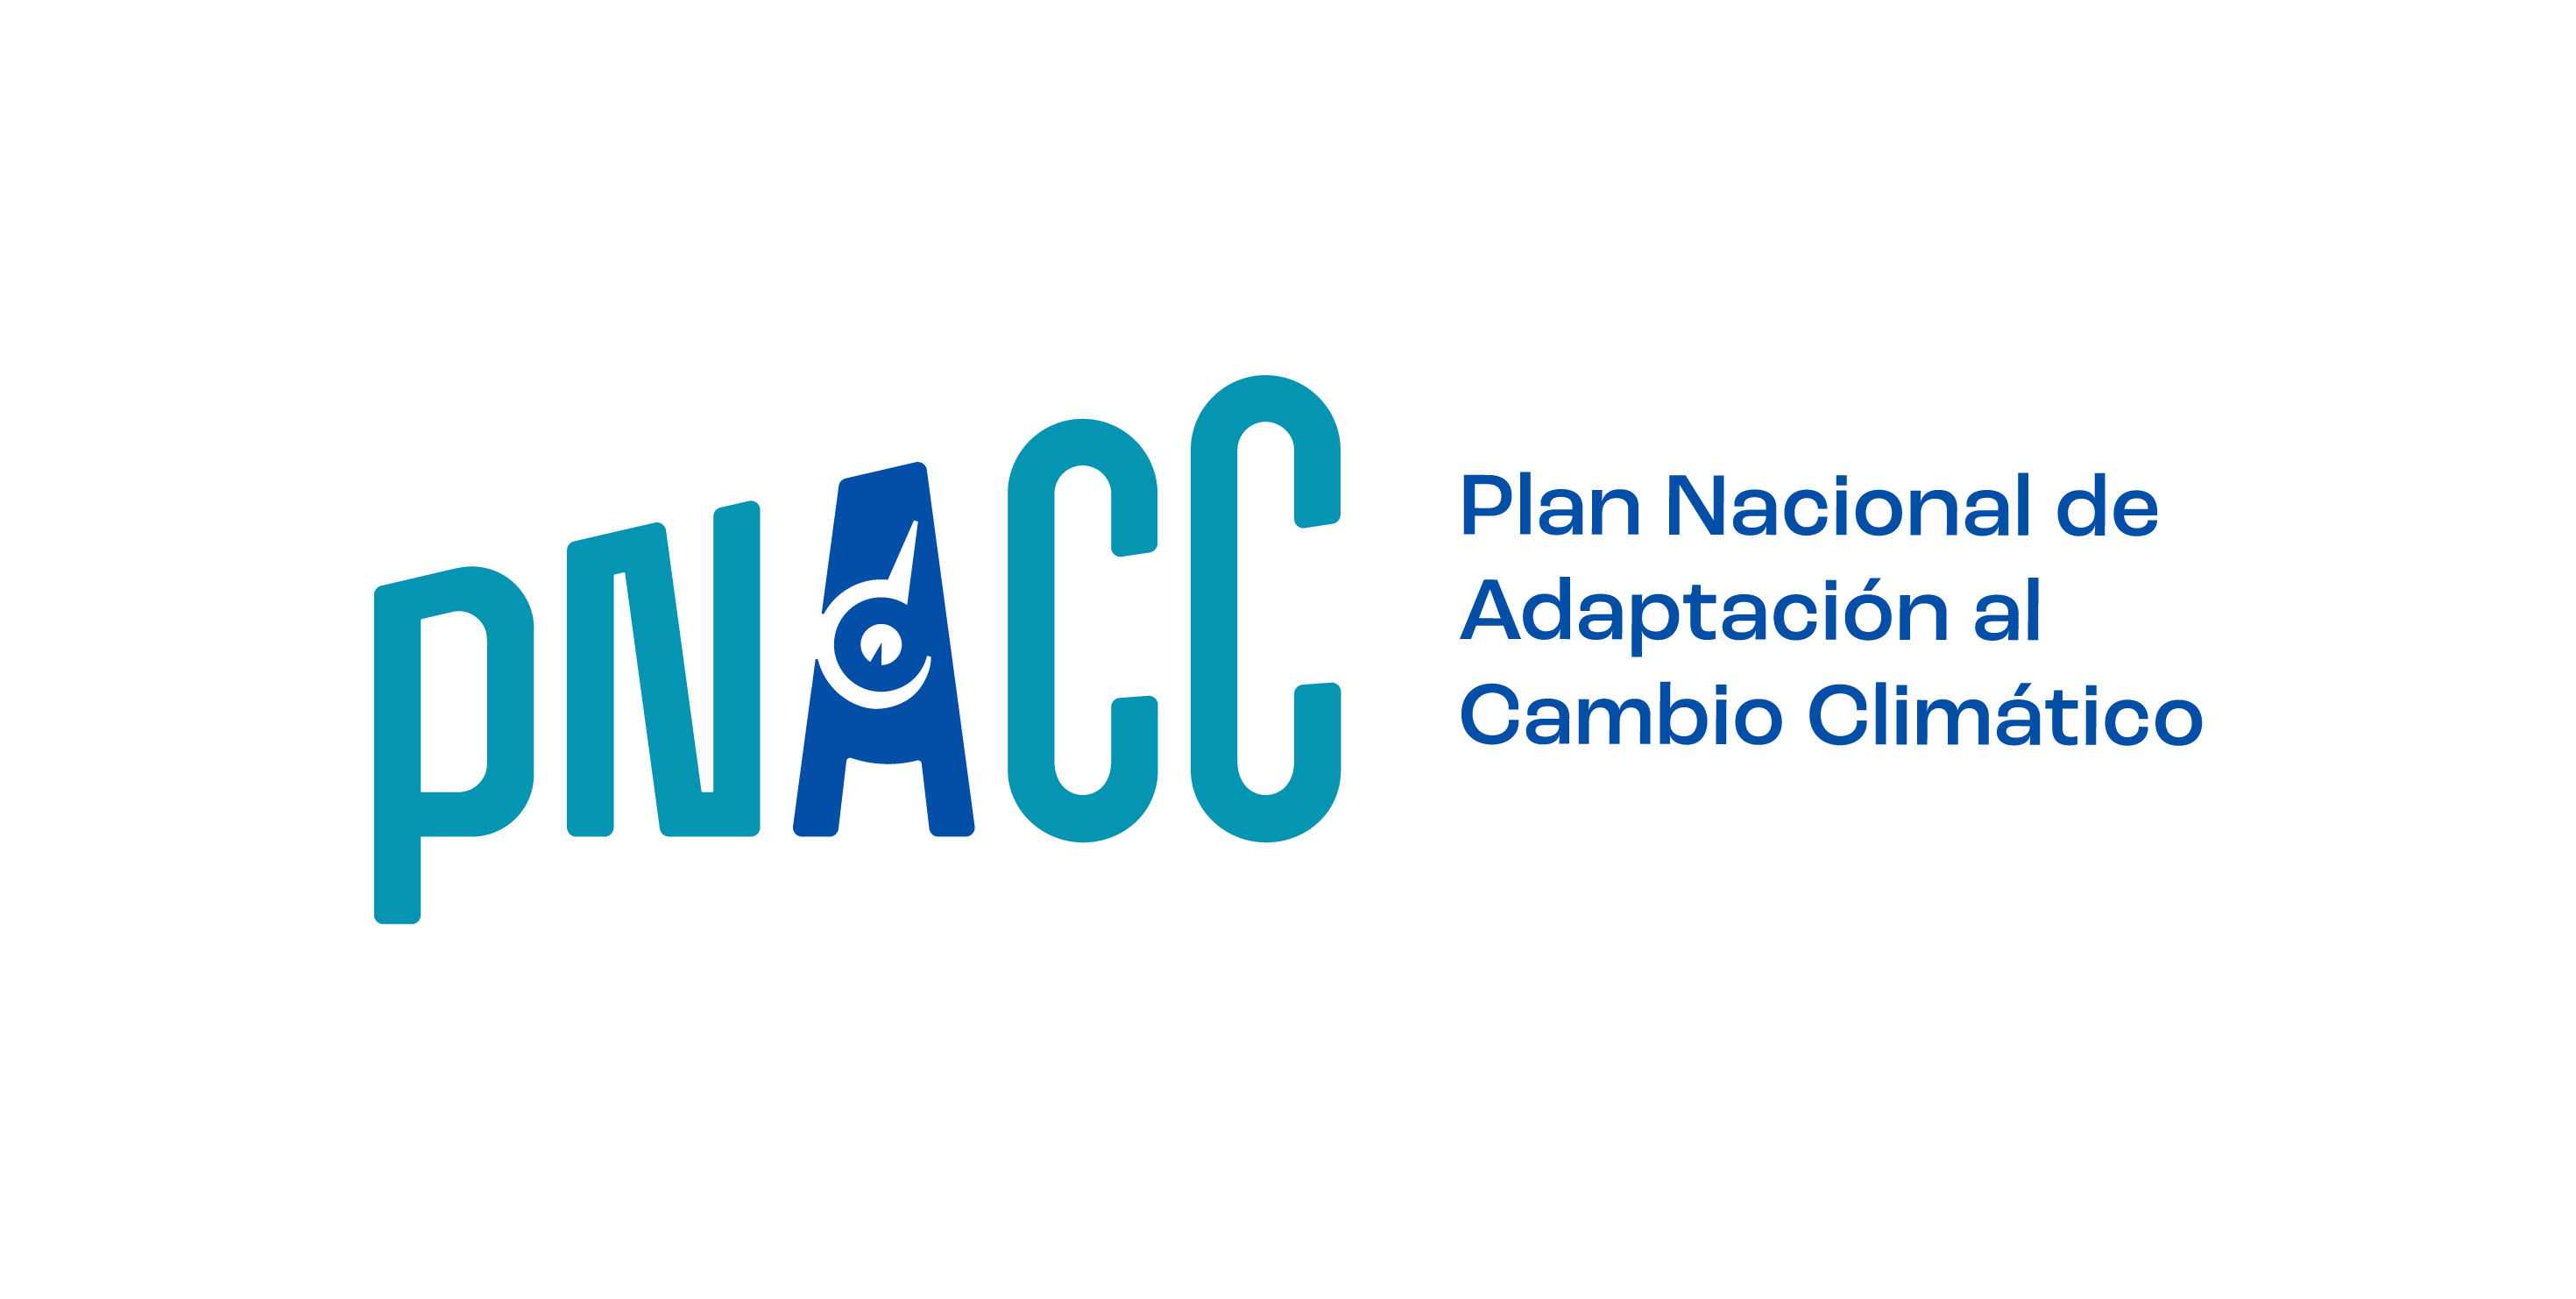 pNACC
Plan Nacional de
Adaptación al
Cambio Climático